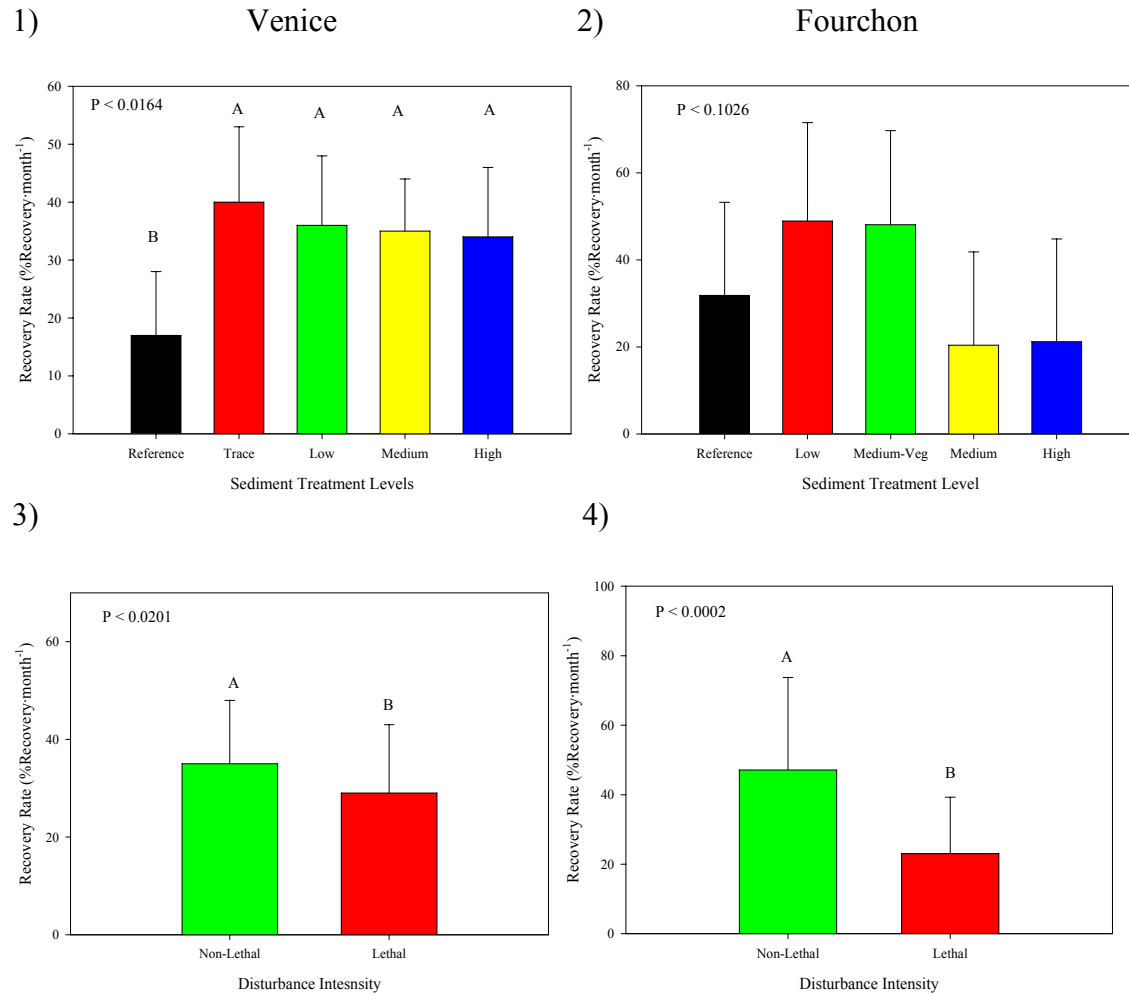 1) Venice
2) Fourchon
P < 0.0164
A A A A
B
60
50
40
30
20
10
0
Recovery Rate (%Recovery·month⁻¹)
Reference Trace Low Medium High
Sediment Treatment Levels
P < 0.1026
80
60
40
20
0
Recovery Rate (%Recovery·month⁻¹)
Reference Low Medium-Veg Medium High
Sediment Treatment Level
3)
4)
P < 0.0201
A
B
60
40
20
0
Recovery Rate (%Recovery·month⁻¹)
Non-Lethal Lethal
Disturbance Intesnsity
P < 0.0002
A
B
100
80
60
40
20
0
Recovery Rate (%Recovery·month⁻¹)
Non-Lethal Lethal
Disturbance Intensity